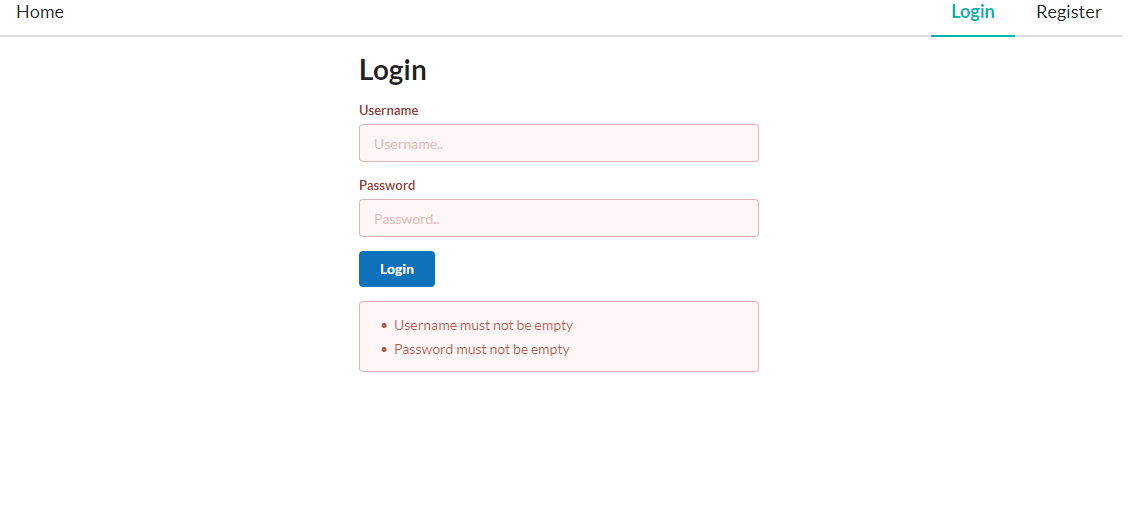 Home Login Register
Login
Username
Username..
Password
Password..
Login
• Username must not be empty
• Password must not be empty